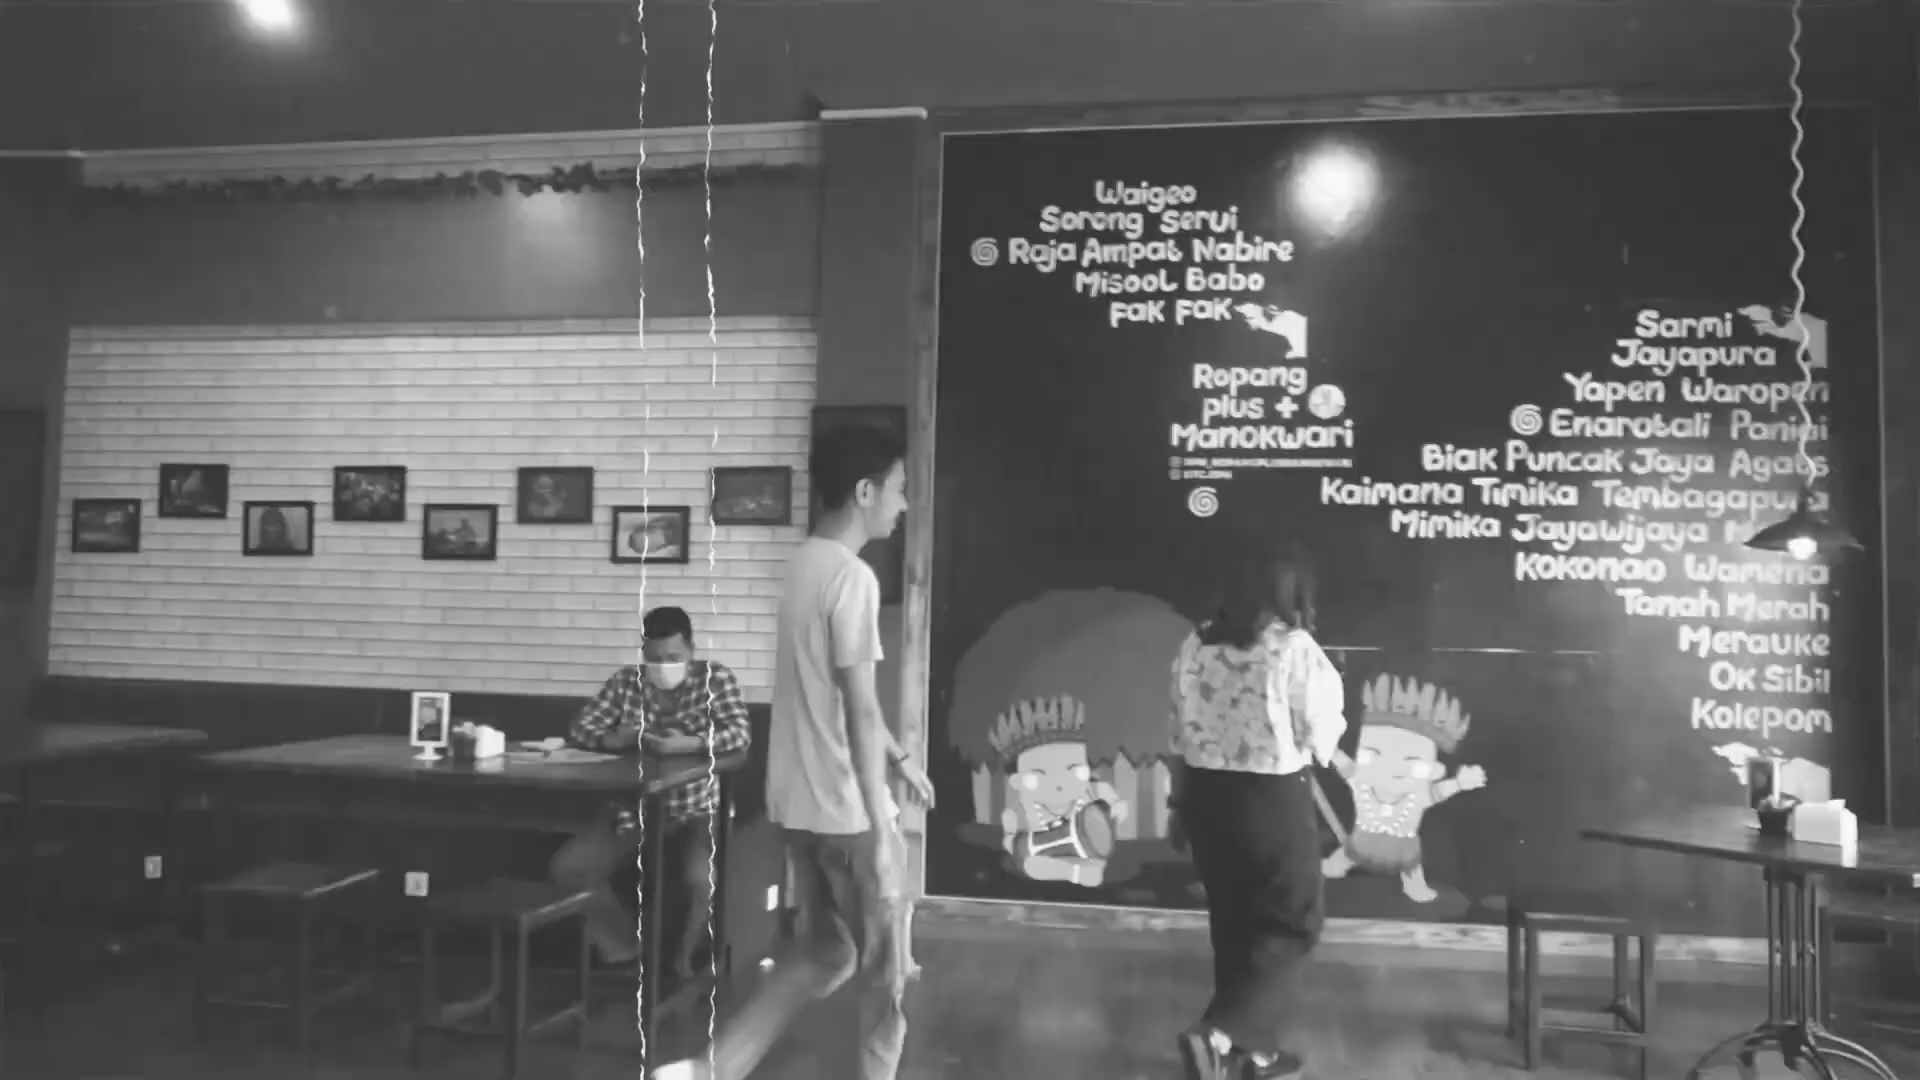 Waigeo
Sorong Serui
Raja Ampat Nabire
Misool Babo
Fak Fak
Ropang
plus +
Manokwari
Sarmi
Jayapura
Yapen Waropen
Enarotali Paniai
Biak Puncak Jaya Agats
Kaimana Timika Tembagapura
Mimika Jayawijaya
Kokonao Wamena
Tanah Merah
Merauke
Ok Sibil
Kolepom